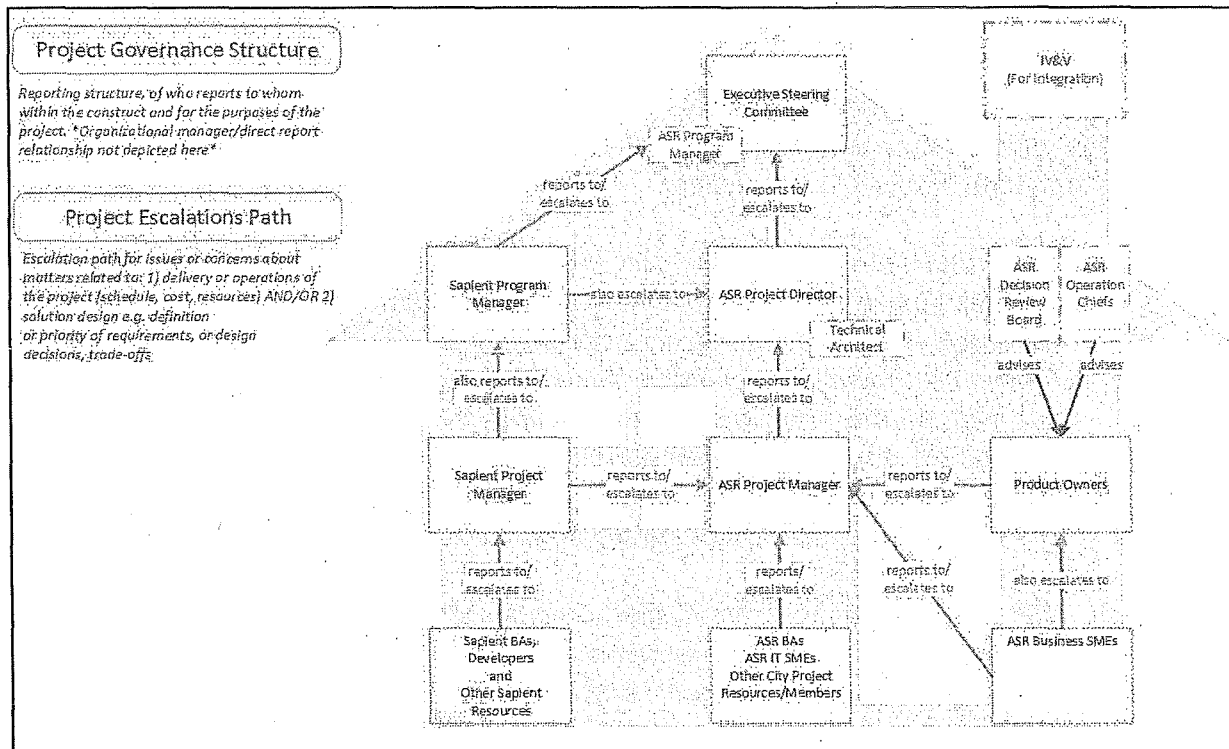 Project Governance Structure
Reporting structure, of who reports to whom
within the construct and for the purposes of the
project. *Organizational manager/direct report
relationship not depicted here*
Project Escalations Path
Escalation path for issues or concerns about
matters related to: 1) delivery or operations of
the project (schedule, cost, resources) AND/OR 2)
solution design e.g. definition
or priority of requirements, or design
decisions, trade-offs
IV&V
(For Integration)
Executive Steering
Committee
ASR Program
Manager
reports to/
escalates to
reports to/
escalates to
Sapient Program
Manager
also escalates to
ASR Project Director
Technical
Architect
ASR
Decision
Review
Board
ASR
Operation
Chiefs
advises
advises
also reports to/
escalates to
reports to/
escalates to
Sapient Project
Manager
reports to/
escalates to
ASR Project Manager
reports to/
escalates to
Product Owners
reports to/
escalates to
reports/
escalates to
reports to/
escalates to
also escalates to
Sapient BAs,
Developers
and
Other Sapient
Resources
ASR BAs
ASR IT SMEs
Other City Project
Resources/Members
ASR Business SMEs